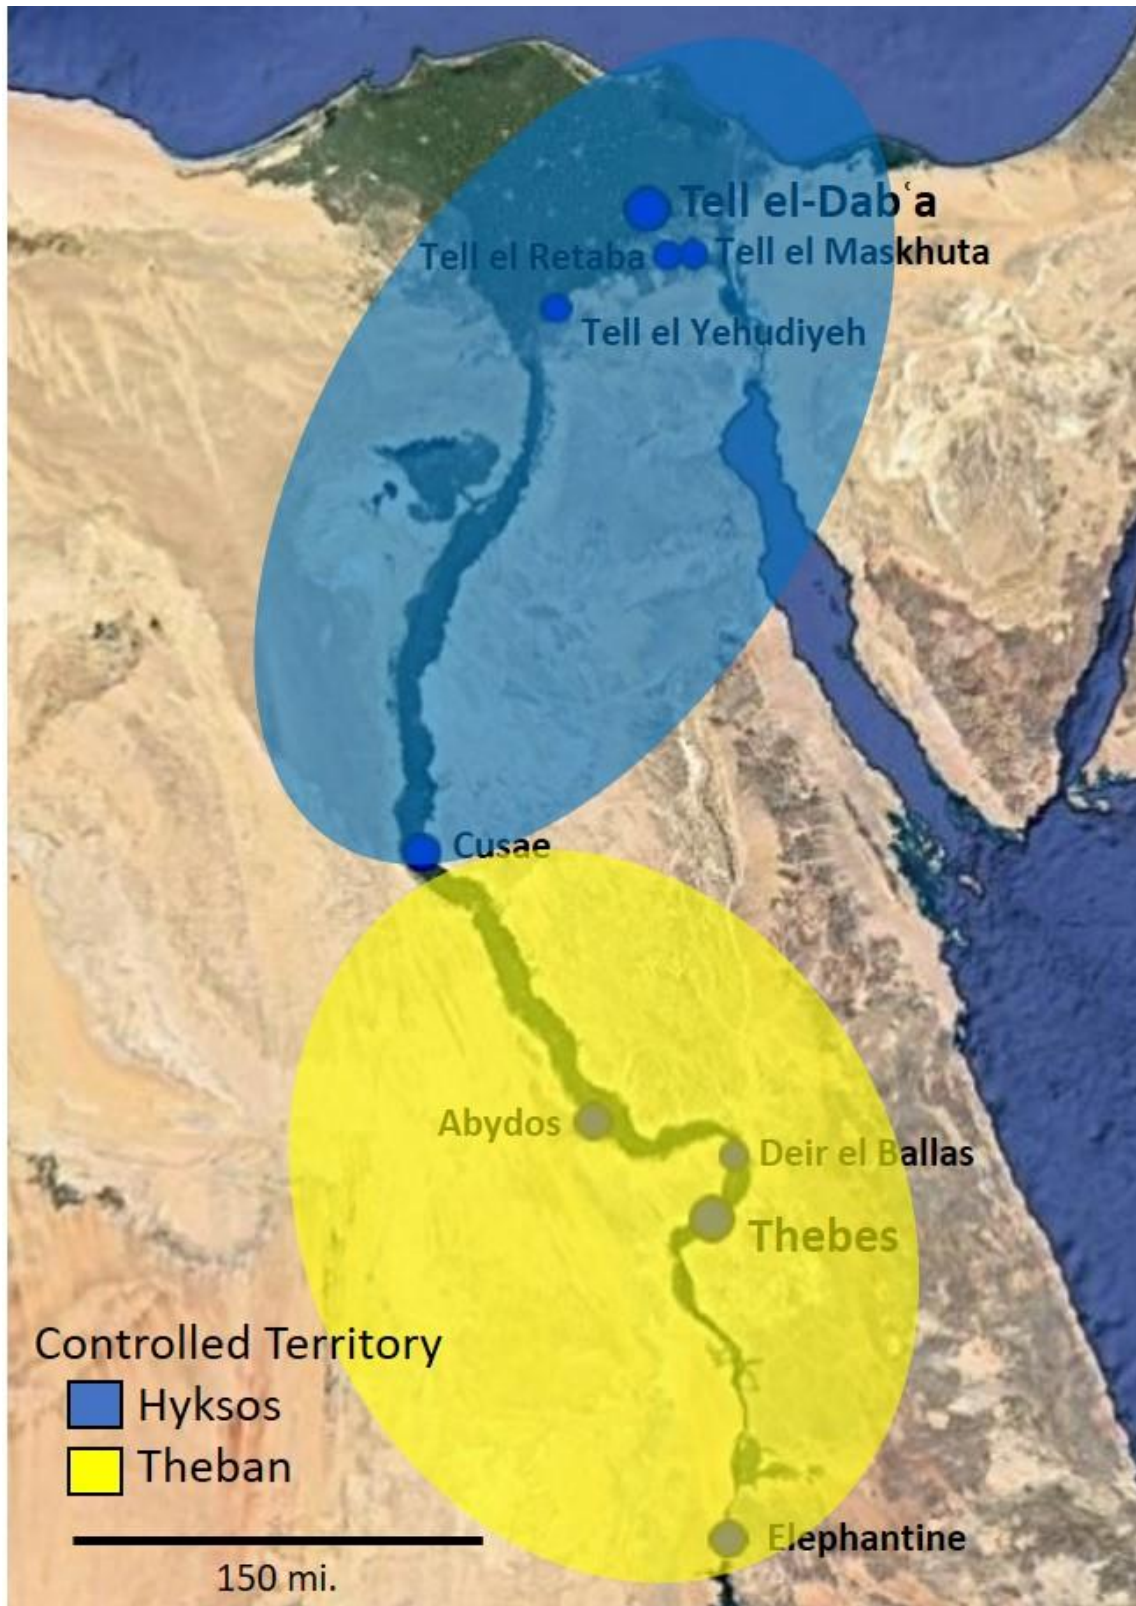 Tell el-Dabʿa
Tell el Retaba
Tell el Maskhuta
Tell el Yehudiyeh
Cusae
Abydos
Deir el Ballas
Thebes
Controlled Territory
Hyksos
Theban
Elephantine
150 mi.